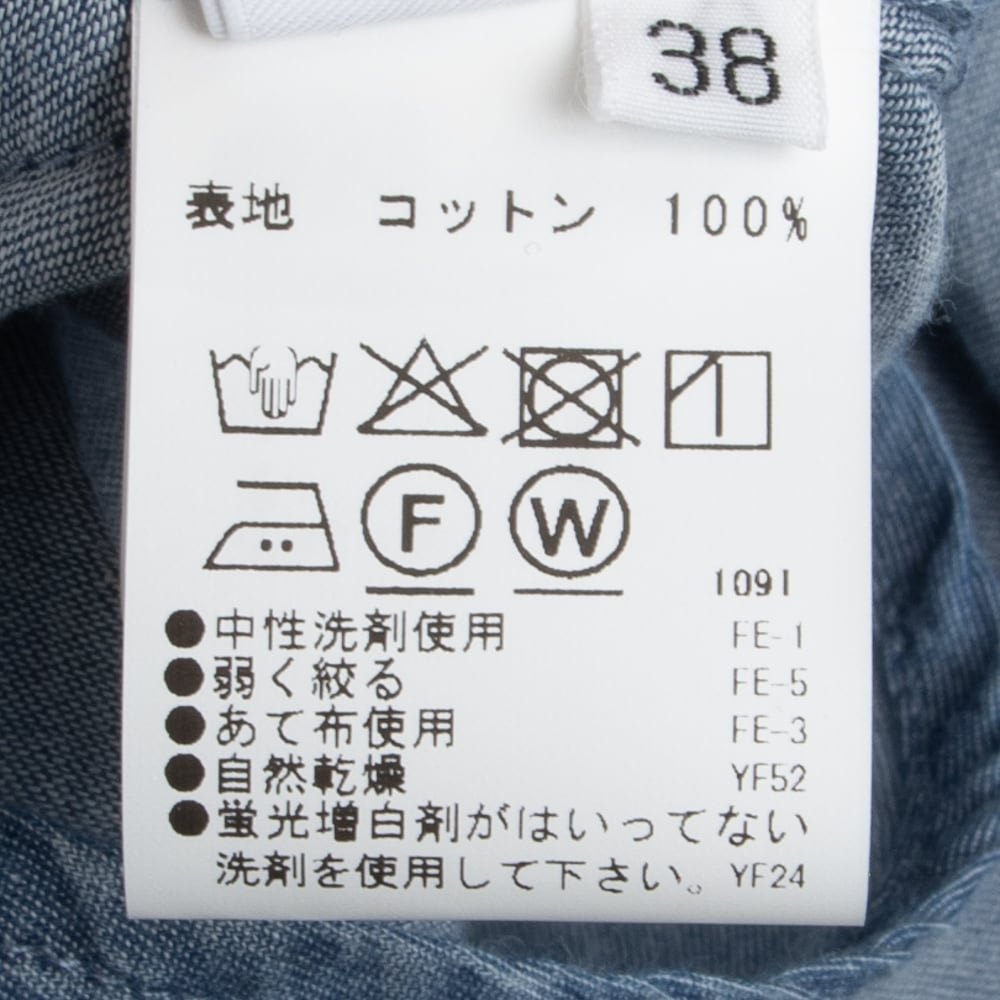 38
表地 コットン 100%
F W
1091
●中性洗剤使用 FE-1
●弱く絞る FE-5
●あて布使用 FE-3
●自然乾燥 YF52
●蛍光増白剤がはいってない
洗剤を使用して下さい。 YF24